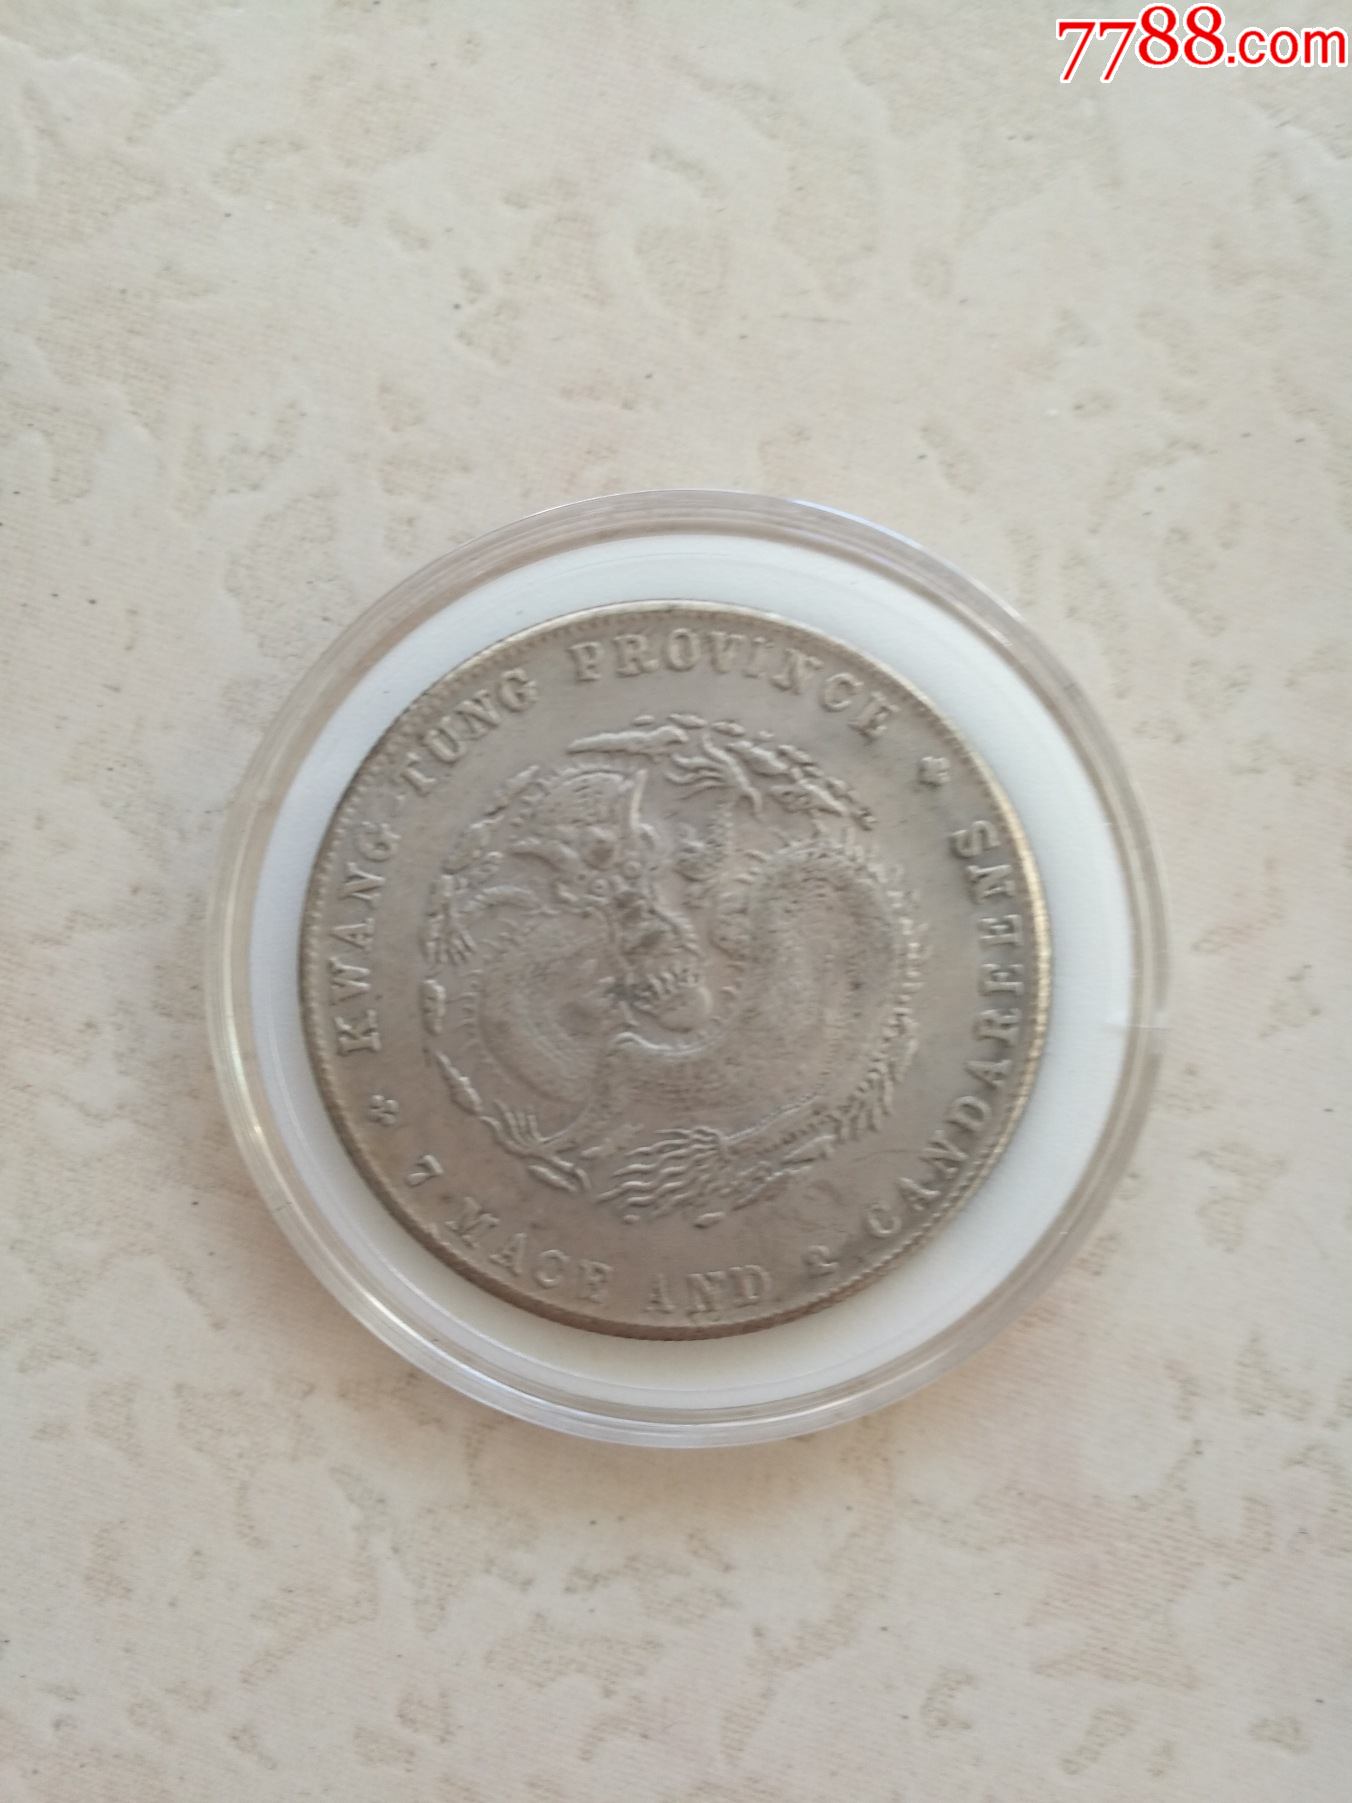 7788.com
KWANG-TUNG PROVINCE
7 MACE AND 2 CANDAREENS